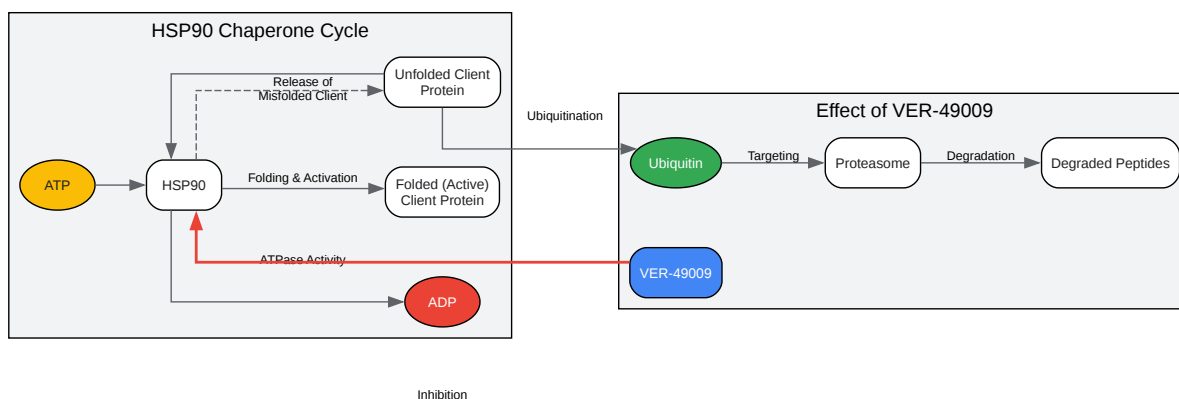 HSP90 Chaperone Cycle
Unfolded Client
Protein
Release of
Misfolded Client
ATP
HSP90
Folding & Activation
Folded (Active)
Client Protein
ATPase Activity
ADP
Ubiquitination
Effect of VER-49009
Ubiquitin
Targeting
Proteasome
Degradation
Degraded Peptides
VER-49009
Inhibition